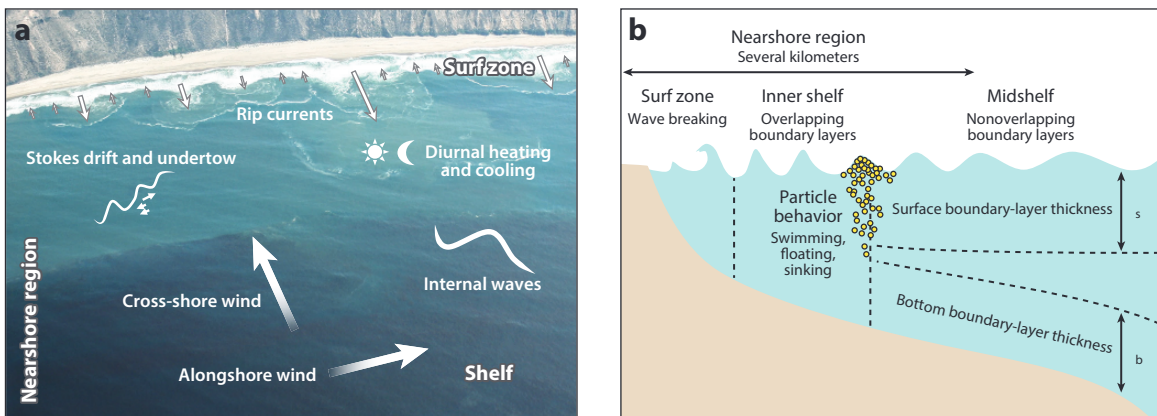 a
Surf zone
Rip currents
Stokes drift and undertow
Diurnal heating
and cooling
Nearshore region
Cross-shore wind
Internal waves
Alongshore wind
Shelf
b
Nearshore region
Several kilometers
Surf zone
Wave breaking
Inner shelf
Overlapping
boundary layers
Midshelf
Nonoverlapping
boundary layers
Particle
behavior
Swimming,
floating,
sinking
Surface boundary-layer thickness
s
Bottom boundary-layer thickness
b